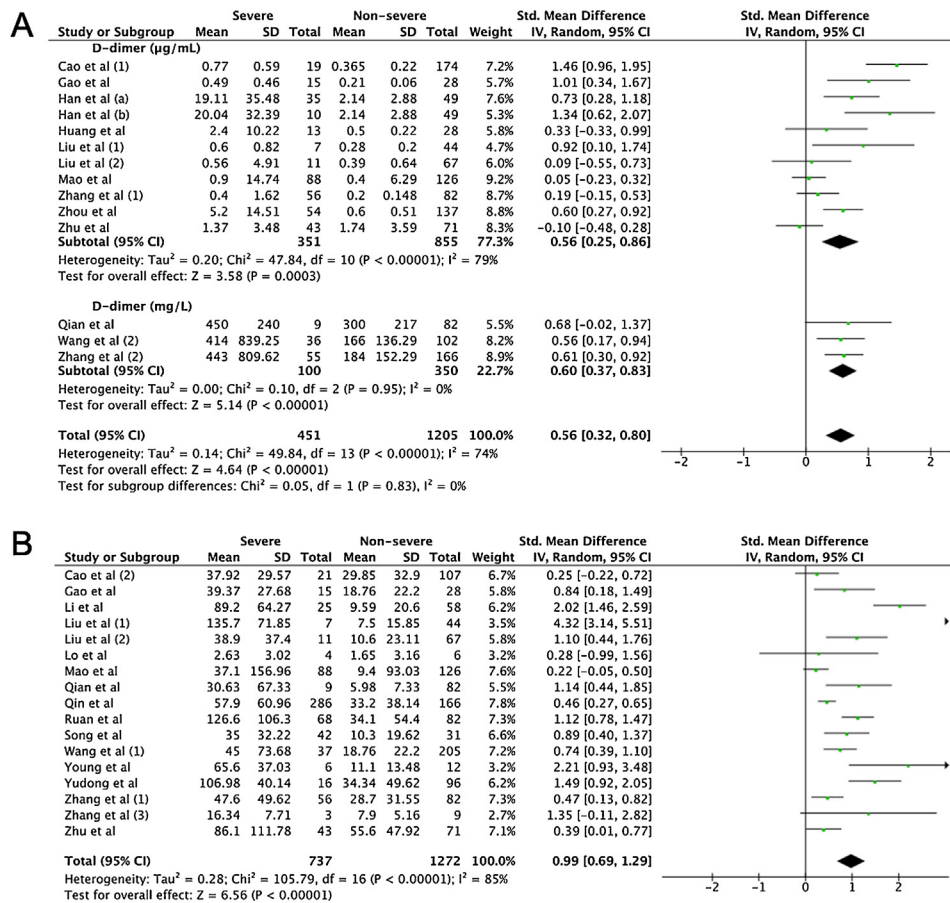 A
Severe Non-severe Std. Mean Difference Std. Mean Difference
Study or Subgroup Mean SD Total Mean SD Total Weight IV, Random, 95% CI IV, Random, 95% CI
D-dimer (μg/mL)
Cao et al (1) 0.77 0.59 19 0.365 0.22 174 7.2% 1.46 [0.96, 1.95]
Gao et al 0.49 0.46 15 0.21 0.06 28 5.8% 1.01 [0.34, 1.67]
Han et al (a) 19.11 35.48 35 2.14 2.88 49 7.6% 0.73 [0.28, 1.18]
Han et al (b) 20.04 32.39 10 2.14 2.88 49 5.3% 1.34 [0.62, 2.07]
Huang et al 2.4 10.22 13 0.5 0.22 28 5.8% 0.33 [−0.33, 0.99]
Liu et al (1) 0.6 0.82 7 0.28 0.2 44 4.7% 0.92 [0.10, 1.74]
Liu et al (2) 0.56 4.91 11 0.39 0.64 67 6.0% 0.09 [−0.55, 0.73]
Mao et al 0.9 14.74 88 0.4 6.29 126 9.2% 0.05 [−0.23, 0.32]
Zhang et al (1) 0.4 1.62 56 0.2 0.148 82 8.7% 0.19 [−0.15, 0.53]
Zhou et al 5.2 14.51 54 0.6 0.51 137 8.8% 0.60 [0.27, 0.92]
Zhu et al 1.37 3.48 43 1.74 3.59 71 8.3% −0.10 [−0.48, 0.28]
Subtotal (95% CI) 351 855 77.3% 0.56 [0.25, 0.86]
Heterogeneity: Tau² = 0.20; Chi² = 47.84, df = 10 (P < 0.00001); I² = 79%
Test for overall effect: Z = 3.58 (P = 0.0003)
D-dimer (mg/L)
Qian et al 450 240 9 300 217 82 5.5% 0.68 [−0.02, 1.37]
Wang et al (2) 414 839.25 36 166 136.29 102 8.2% 0.56 [0.17, 0.94]
Zhang et al (2) 443 809.62 55 184 152.29 166 8.9% 0.61 [0.30, 0.92]
Subtotal (95% CI) 100 350 22.7% 0.60 [0.37, 0.83]
Heterogeneity: Tau² = 0.00; Chi² = 0.10, df = 2 (P = 0.95); I² = 0%
Test for overall effect: Z = 5.14 (P < 0.00001)
Total (95% CI) 451 1205 100.0% 0.56 [0.32, 0.80]
Heterogeneity: Tau² = 0.14; Chi² = 49.84, df = 13 (P < 0.00001); I² = 74%
Test for overall effect: Z = 4.64 (P < 0.00001)
Test for subgroup differences: Chi² = 0.05, df = 1 (P = 0.83), I² = 0%
−2 −1 0 1 2
B
Severe Non-severe Std. Mean Difference Std. Mean Difference
Study or Subgroup Mean SD Total Mean SD Total Weight IV, Random, 95% CI IV, Random, 95% CI
Cao et al (2) 37.92 29.57 21 29.85 32.9 107 6.7% 0.25 [−0.22, 0.72]
Gao et al 39.37 27.68 15 18.76 22.2 28 5.8% 0.84 [0.18, 1.49]
Li et al 89.2 64.27 25 9.59 20.6 58 6.2% 2.02 [1.46, 2.59]
Liu et al (1) 135.7 71.85 7 7.5 15.85 44 3.5% 4.32 [3.14, 5.51]
Liu et al (2) 38.9 37.4 11 10.6 23.11 67 5.8% 1.10 [0.44, 1.76]
Lo et al 2.63 3.02 4 1.65 3.16 6 3.2% 0.28 [−0.99, 1.56]
Mao et al 37.1 156.96 88 9.4 93.03 126 7.6% 0.22 [−0.05, 0.50]
Qian et al 30.63 67.33 9 5.98 7.33 82 5.6% 1.14 [0.44, 1.85]
Qin et al 57.9 60.96 286 33.2 38.14 166 7.8% 0.46 [0.27, 0.65]
Ruan et al 126.6 106.3 68 34.1 54.4 82 7.3% 1.12 [0.78, 1.47]
Song et al 35 32.22 42 10.3 19.62 31 6.6% 0.89 [0.40, 1.37]
Wang et al (1) 45 73.68 37 18.76 22.2 205 7.2% 0.74 [0.39, 1.10]
Young et al 65.6 37.03 6 11.1 13.48 12 3.2% 2.21 [0.93, 3.48]
Yudong et al 106.98 40.14 16 34.34 49.62 96 6.3% 1.49 [0.92, 2.05]
Zhang et al (1) 47.6 49.62 56 28.7 31.55 82 7.3% 0.47 [0.13, 0.82]
Zhang et al (3) 16.34 7.71 3 7.9 5.16 9 2.7% 1.35 [−0.11, 2.82]
Zhu et al 86.1 111.78 43 55.6 47.92 71 7.1% 0.39 [0.01, 0.77]
Total (95% CI) 737 1272 100.0% 0.99 [0.69, 1.29]
Heterogeneity: Tau² = 0.28; Chi² = 105.79, df = 16 (P < 0.00001); I² = 85%
Test for overall effect: Z = 6.56 (P < 0.00001)
−2 −1 0 1 2